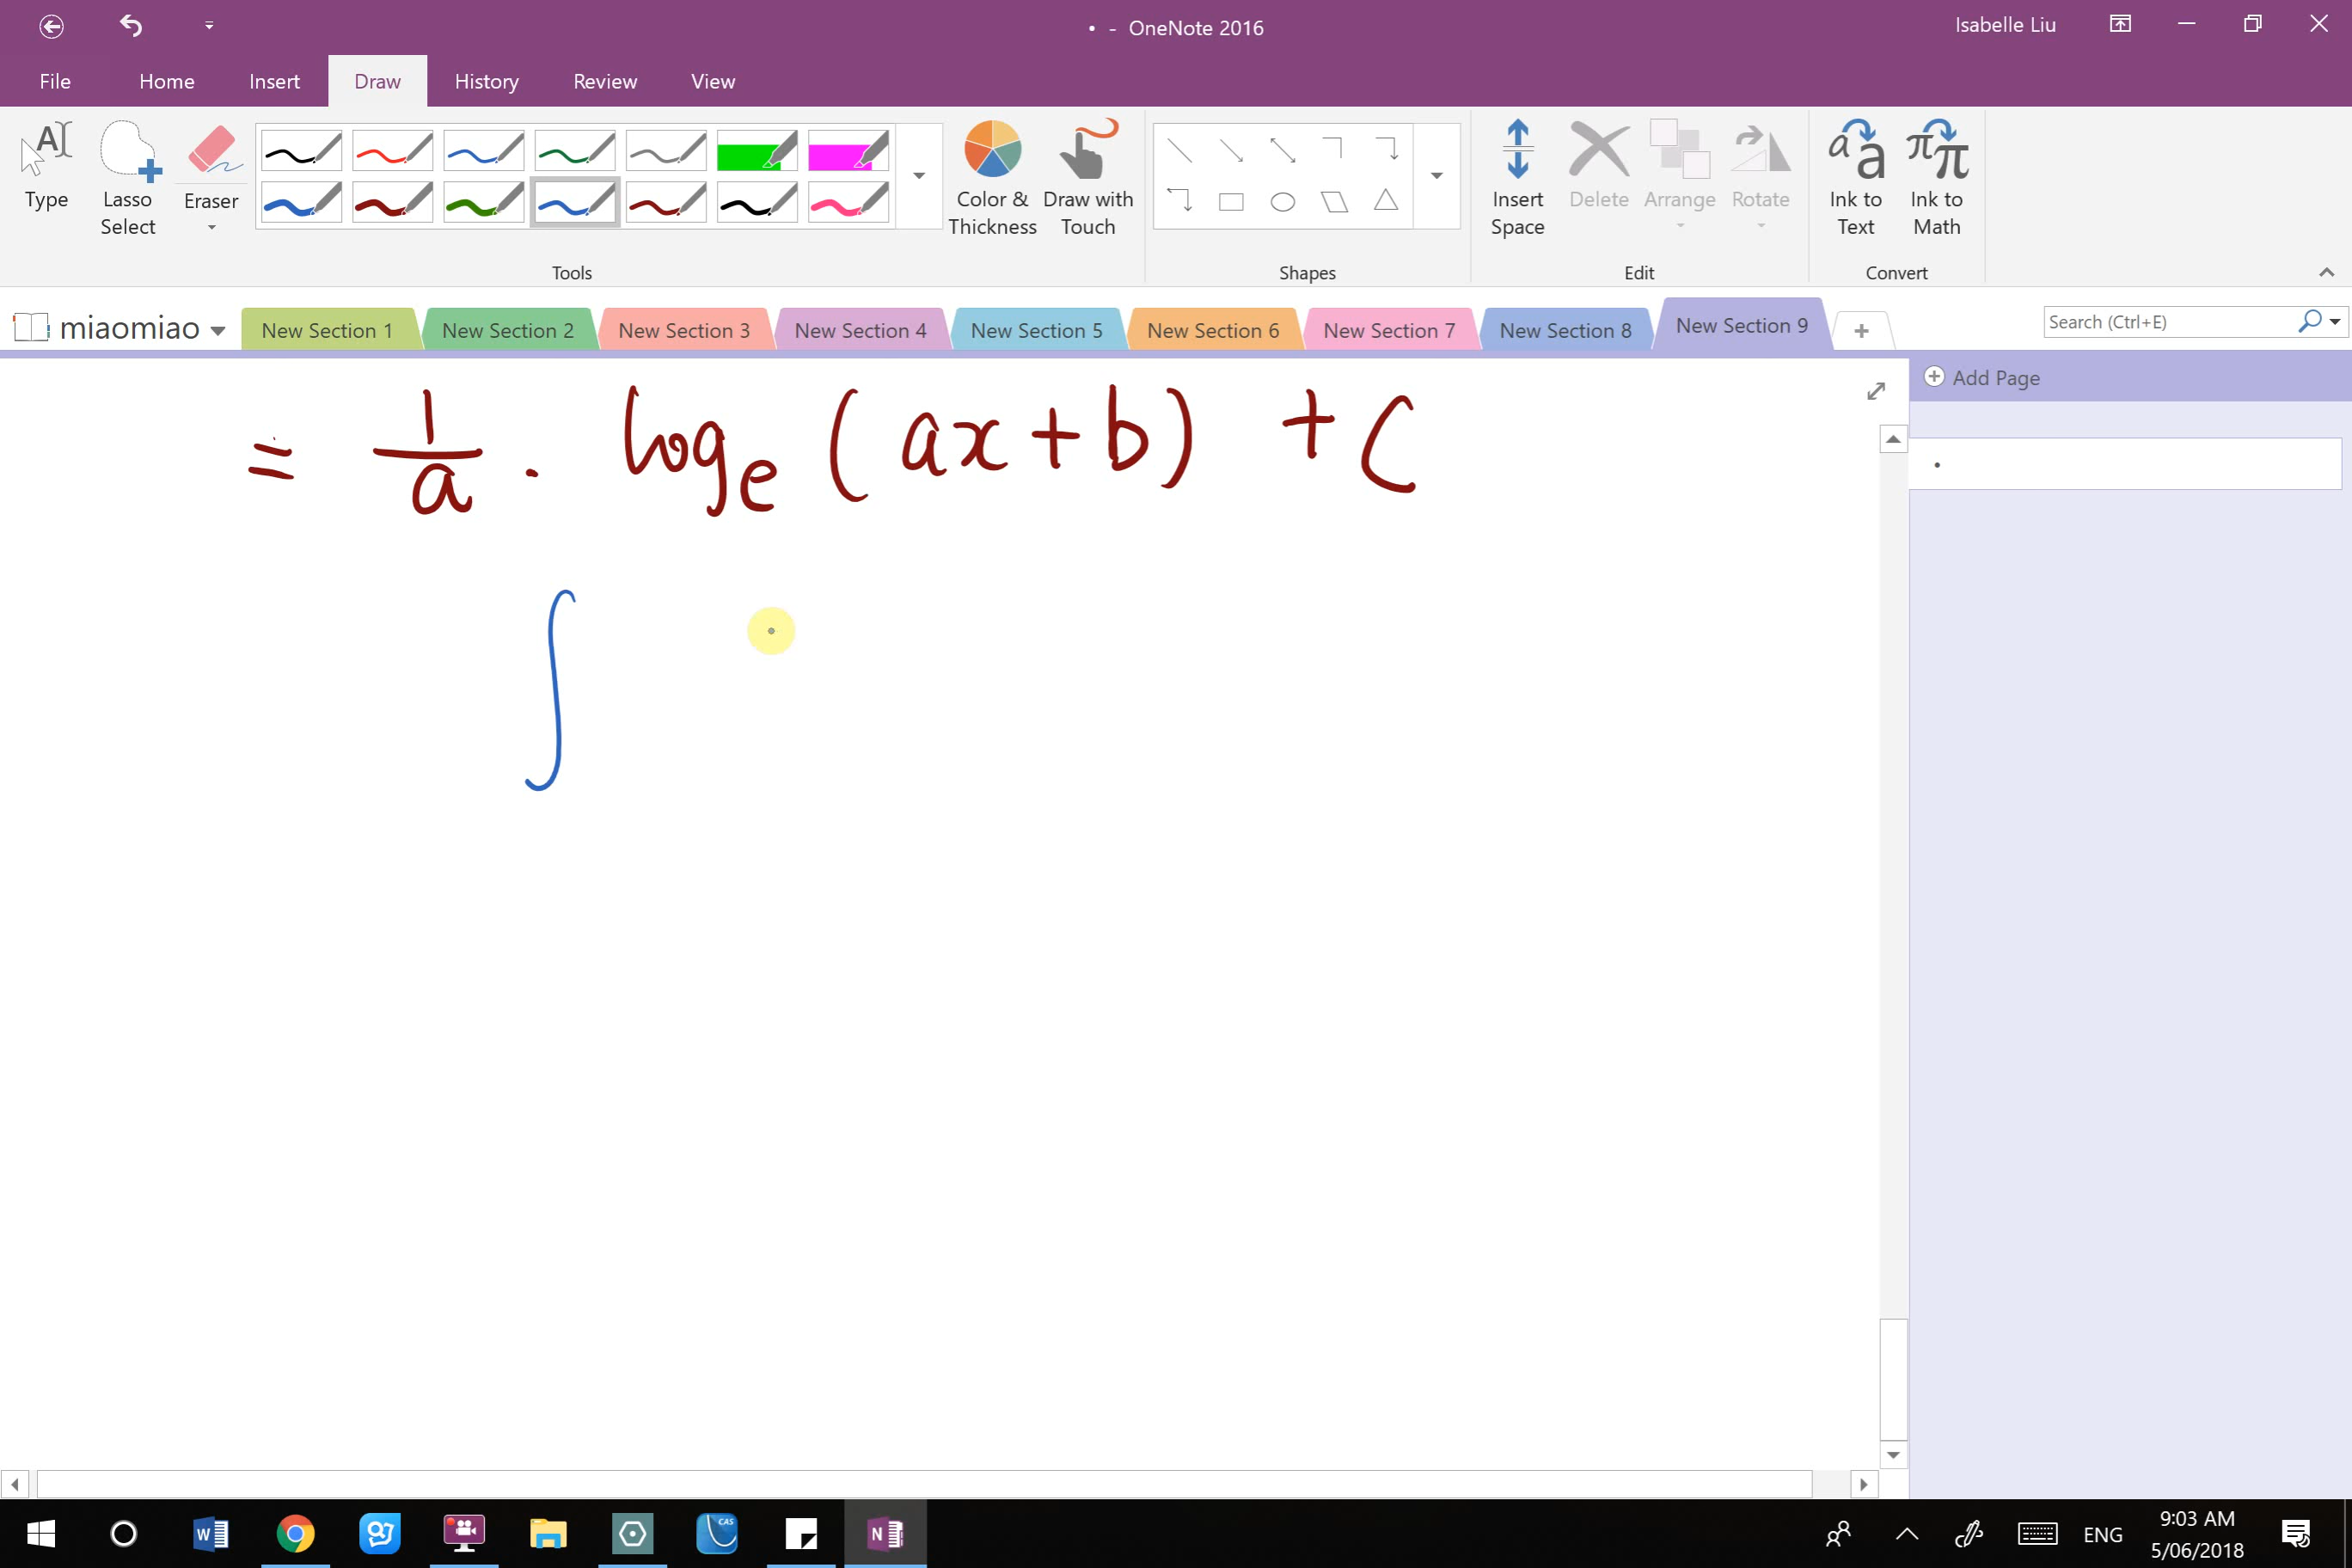 - OneNote 2016
Isabelle Liu
File Home Insert Draw History Review View
Type
Lasso Select
Eraser
Color & Thickness
Draw with Touch
Insert Space
Delete
Arrange
Rotate
Ink to Text
Ink to Math
Tools
Shapes
Edit
Convert
miaomiao
New Section 1
New Section 2
New Section 3
New Section 4
New Section 5
New Section 6
New Section 7
New Section 8
New Section 9
Search (Ctrl+E)
Add Page
= 1/a · logₑ (ax+b) + C
∫
CAS
ENG
9:03 AM
5/06/2018